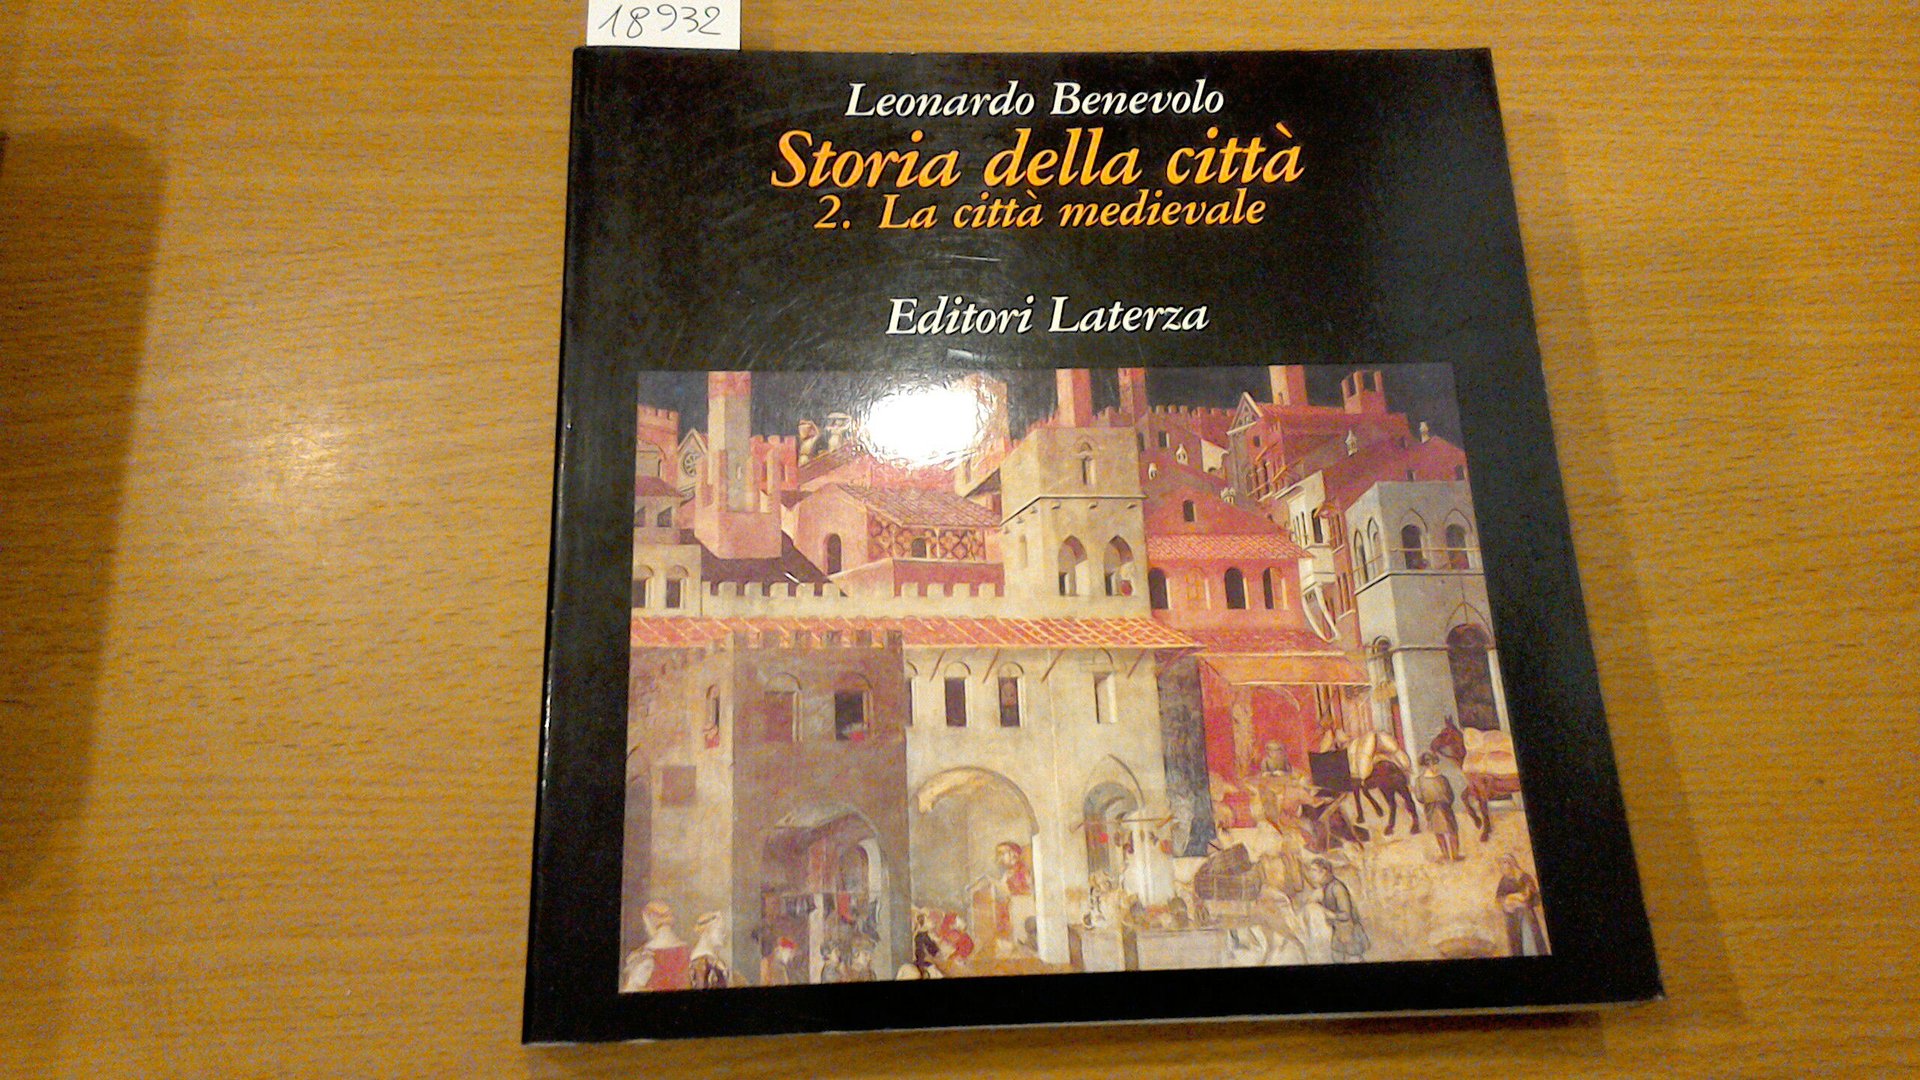 18932
Leonardo Benevolo
Storia della città
2. La città medievale
Editori Laterza